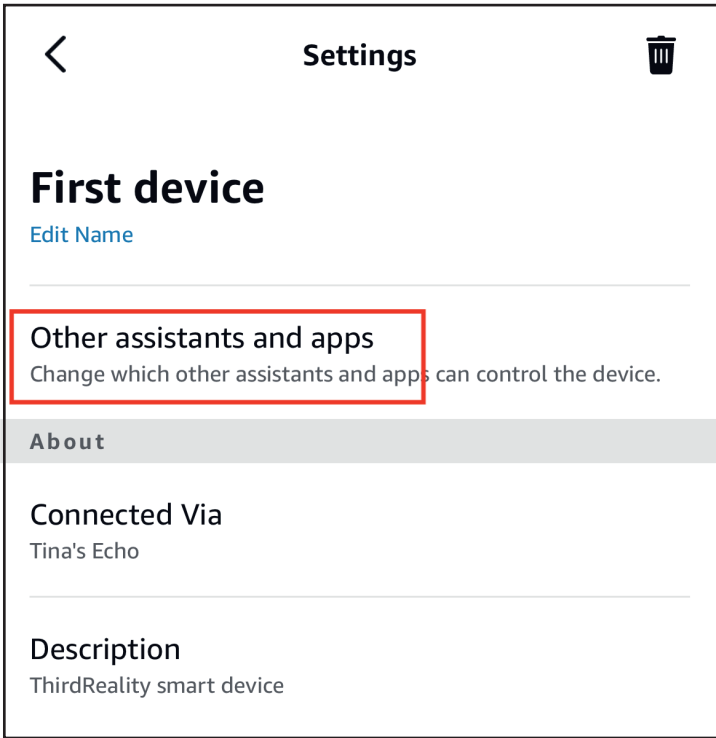 Settings
First device
Edit Name
Other assistants and apps
Change which other assistants and apps can control the device.
About
Connected Via
Tina's Echo
Description
ThirdReality smart device